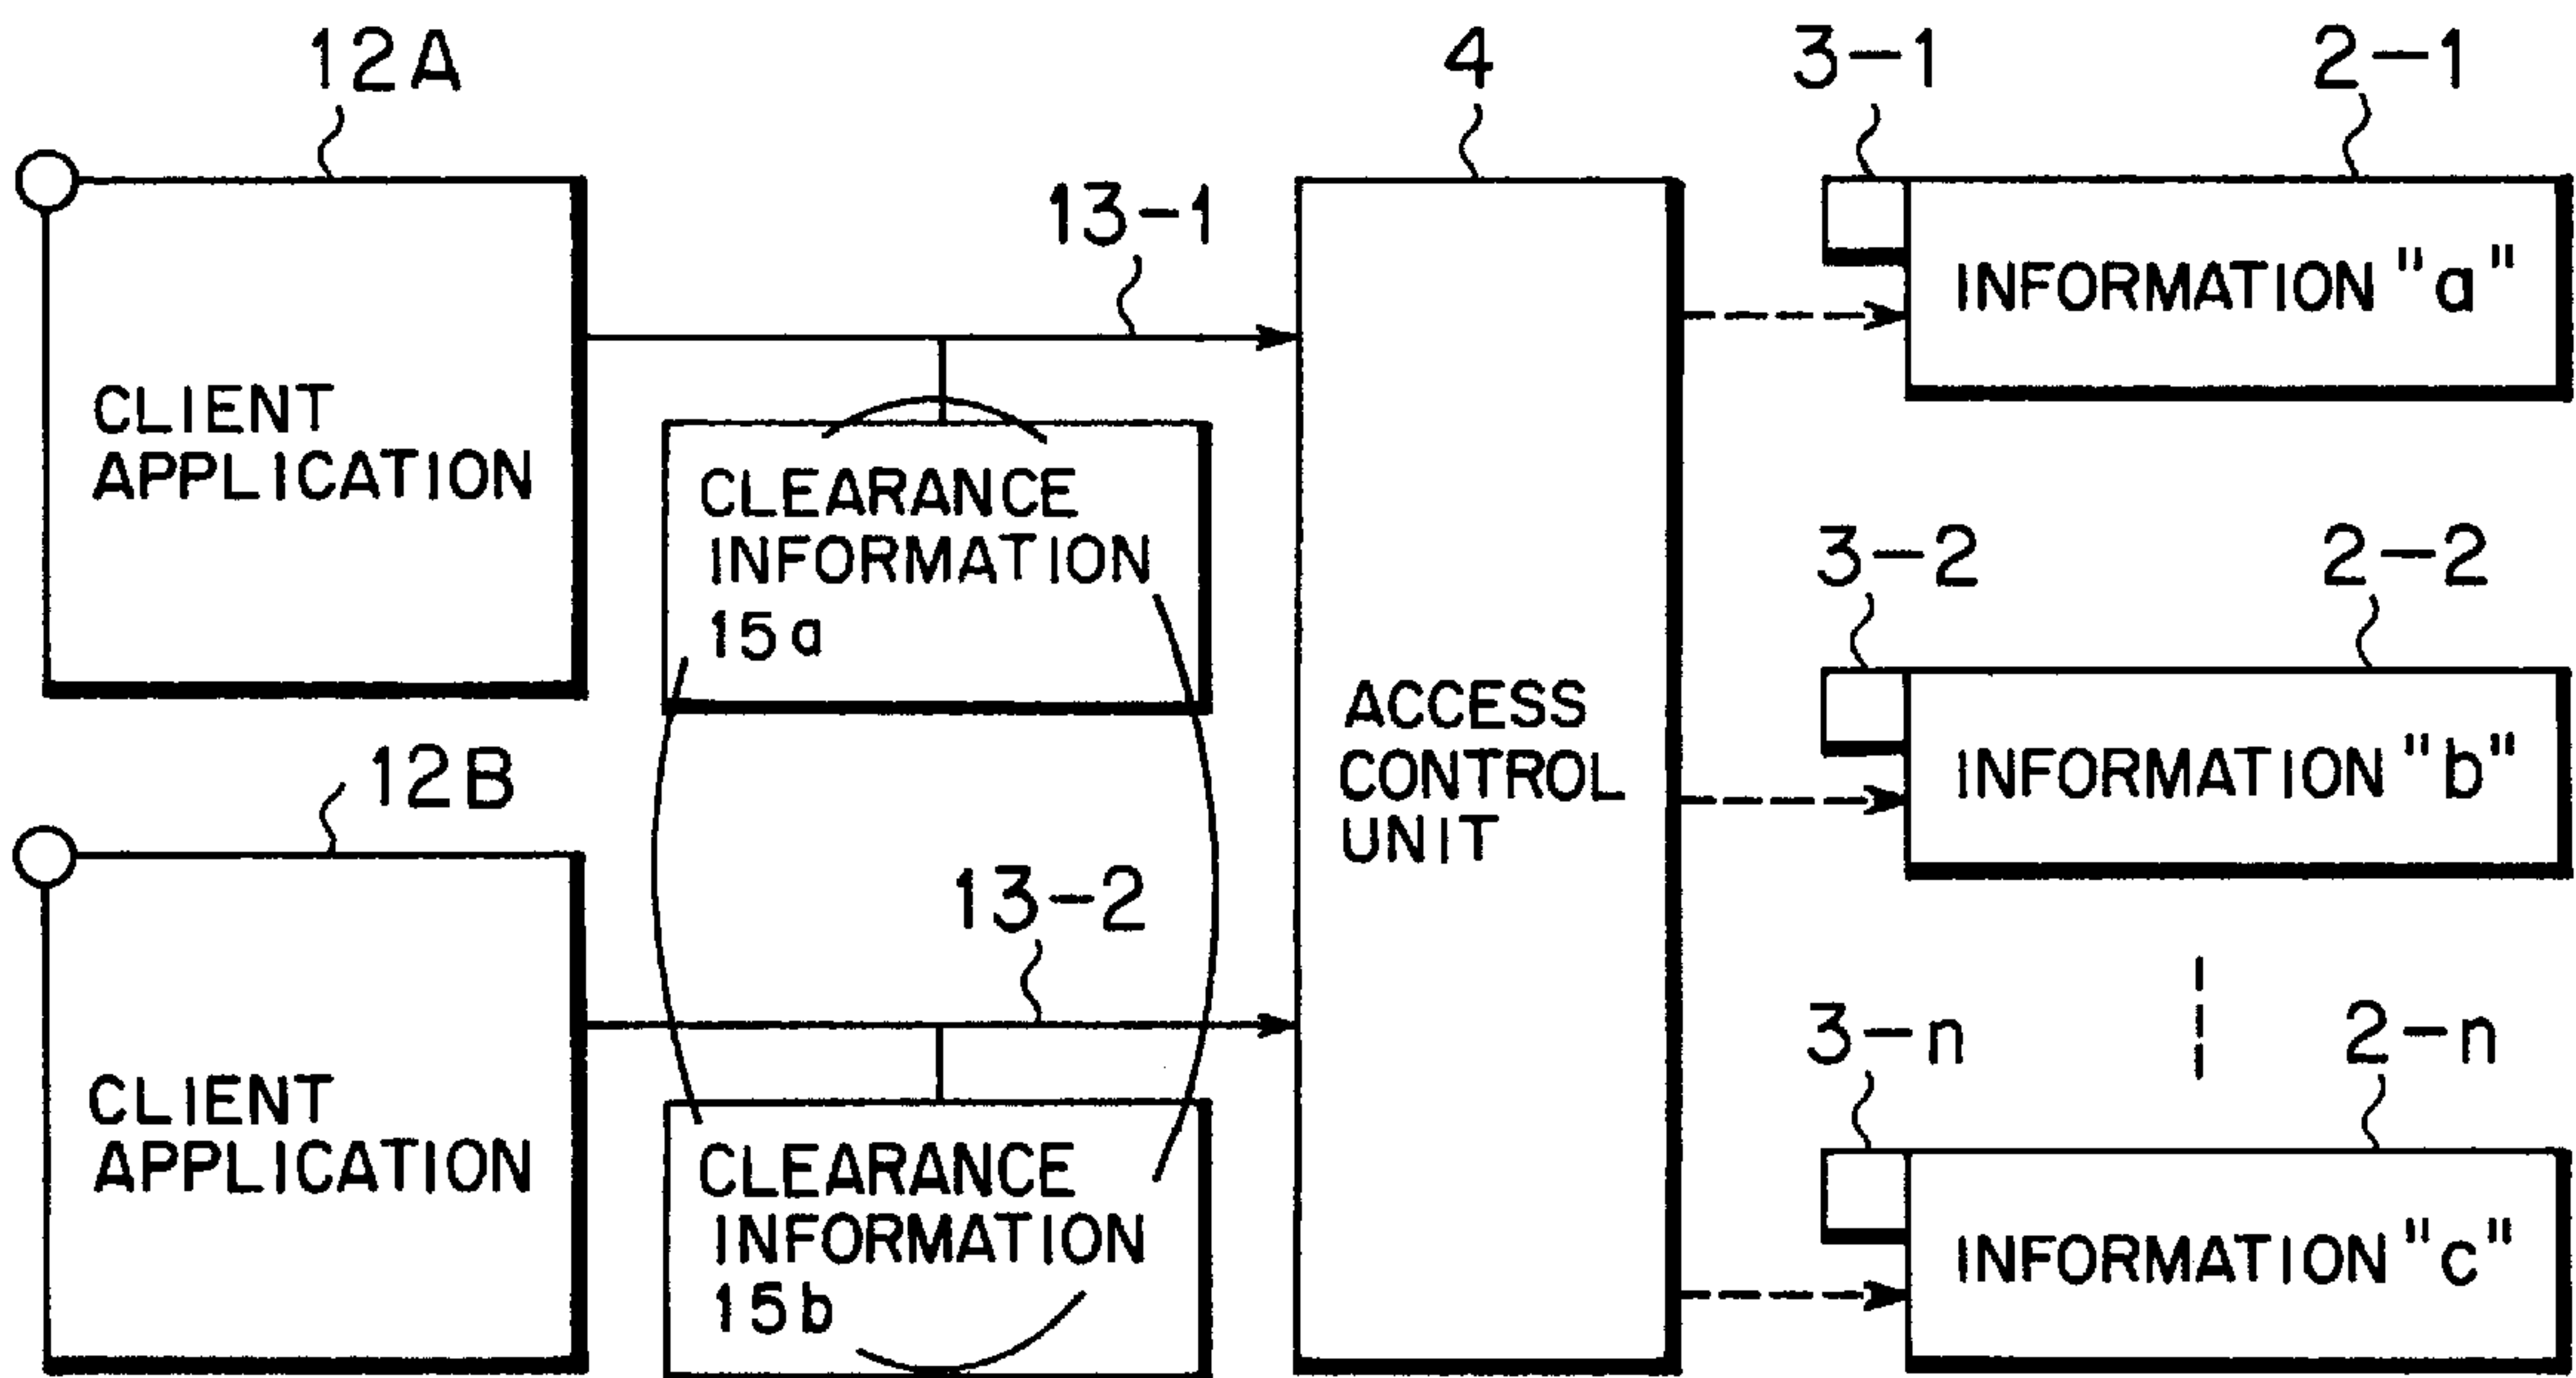 12A
4
3-1
2-1
13-1
CLIENT
APPLICATION
CLEARANCE
INFORMATION
15a
INFORMATION "a"
3-2
2-2
ACCESS
CONTROL
UNIT
INFORMATION "b"
12B
13-2
CLIENT
APPLICATION
CLEARANCE
INFORMATION
15b
3-n
2-n
INFORMATION "c"